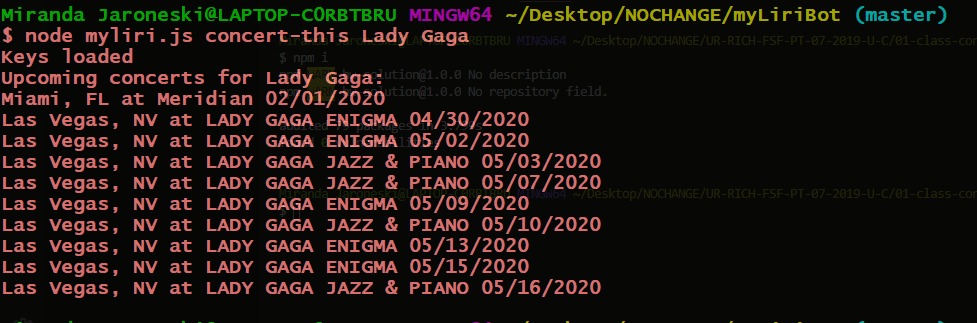 Miranda Jaroneski@LAPTOP-C0RBTBRU MINGW64 ~/Desktop/NOCHANGE/myLiriBot (master)
$ node myliri.js concert-this Lady Gaga
Keys loaded
Upcoming concerts for Lady Gaga:
Miami, FL at Meridian 02/01/2020
Las Vegas, NV at LADY GAGA ENIGMA 04/30/2020
Las Vegas, NV at LADY GAGA ENIGMA 05/02/2020
Las Vegas, NV at LADY GAGA JAZZ & PIANO 05/03/2020
Las Vegas, NV at LADY GAGA JAZZ & PIANO 05/07/2020
Las Vegas, NV at LADY GAGA ENIGMA 05/09/2020
Las Vegas, NV at LADY GAGA JAZZ & PIANO 05/10/2020
Las Vegas, NV at LADY GAGA ENIGMA 05/13/2020
Las Vegas, NV at LADY GAGA ENIGMA 05/15/2020
Las Vegas, NV at LADY GAGA JAZZ & PIANO 05/16/2020